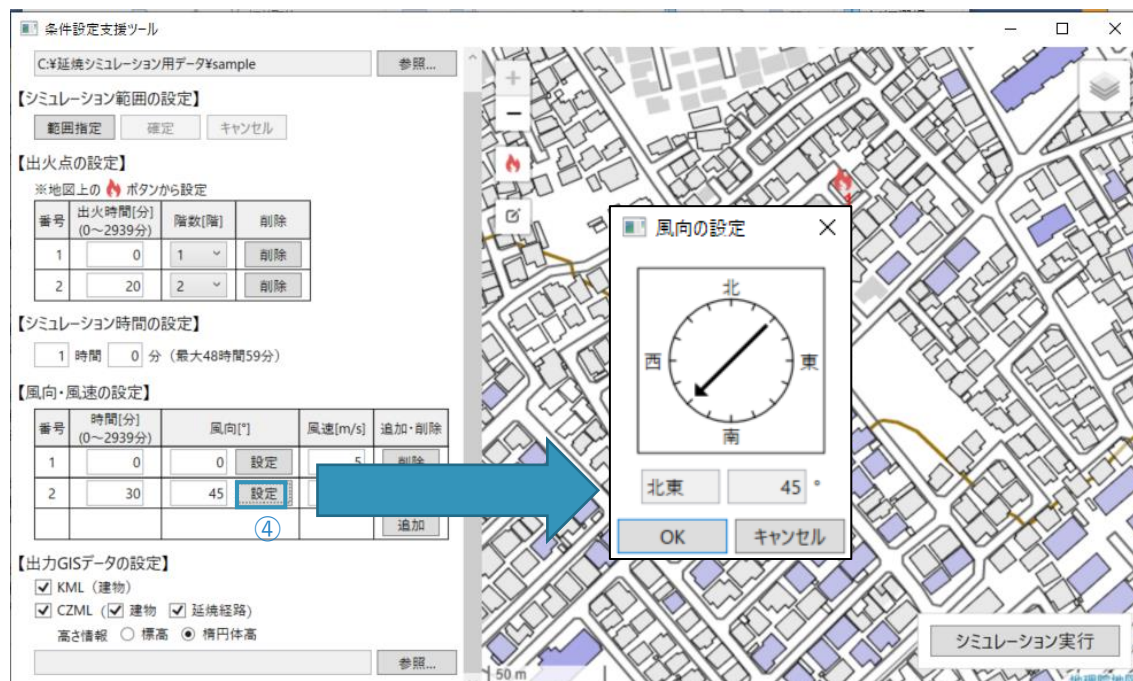 条件設定支援ツール
C:¥延焼シミュレーション用データ¥sample 参照...
【シミュレーション範囲の設定】
範囲指定 確定 キャンセル
【出火点の設定】
※地図上の ボタンから設定
番号 出火時間[分] 階数[階] 削除
(0～2939分)
1 0 1 削除
2 20 2 削除
【シミュレーション時間の設定】
1 時間 0 分 (最大48時間59分)
【風向・風速の設定】
番号 時間[分] 風向[°] 風速[m/s] 追加・削除
(0～2939分)
1 0 0 設定 5 削除
2 30 45 設定
④
追加
【出力GISデータの設定】
KML (建物)
CZML (建物 延焼経路)
高さ情報 標高 楕円体高
参照...
風向の設定
北
西 東
南
北東 45 °
OK キャンセル
シミュレーション実行
50 m